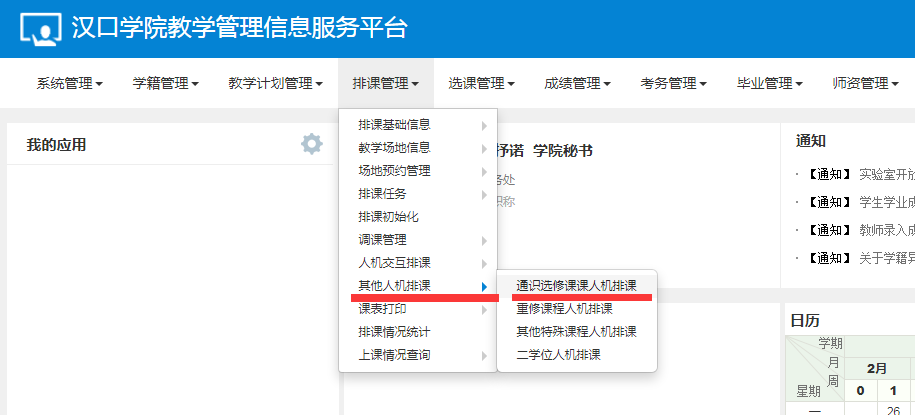 汉口学院教学管理信息服务平台
系统管理 学籍管理 教学计划管理 排课管理 选课管理 成绩管理 考务管理 毕业管理 师资管理
我的应用
排课基础信息
教学场地信息
场地预约管理
排课任务
排课初始化
调课管理
人机交互排课
其他人机排课
课表打印
排课情况统计
上课情况查询
通识选修课课人机排课
重修课程人机排课
其他特殊课程人机排课
二学位人机排课
抒诺 学院秘书
务处
职称
通知
· 【通知】 实验室开放
· 【通知】 学生学业成
· 【通知】 教师录入成
· 【通知】 关于学籍异
日历
学期
月
周
星期
2月
0 1
一 26